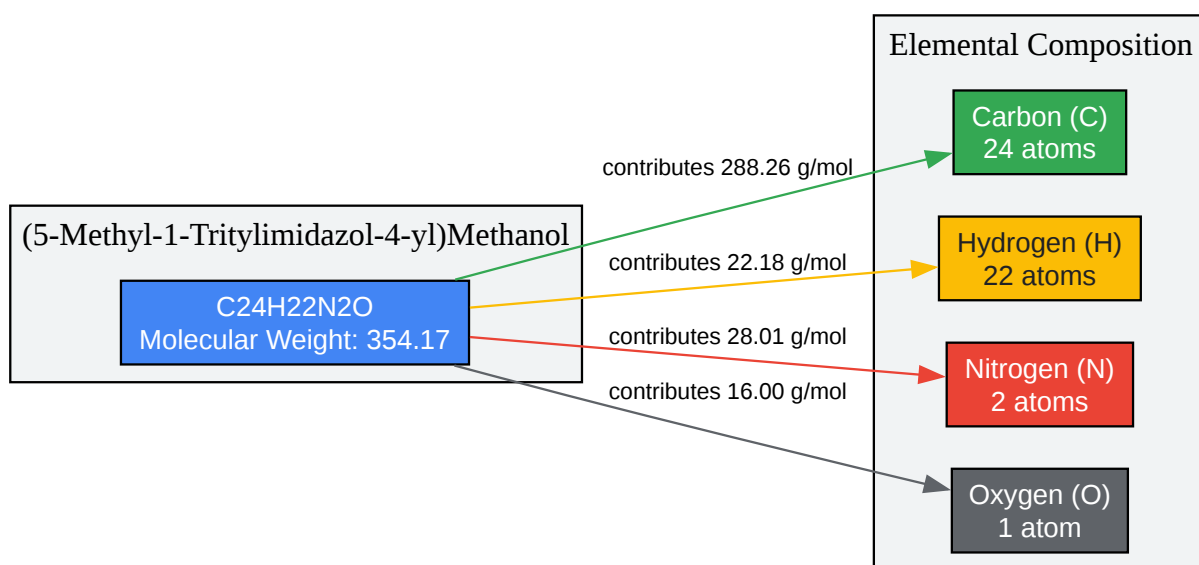 Elemental Composition
Carbon (C)
24 atoms
contributes 288.26 g/mol
(5-Methyl-1-Tritylimidazol-4-yl)Methanol
Hydrogen (H)
22 atoms
contributes 22.18 g/mol
C24H22N2O
Molecular Weight: 354.17
contributes 28.01 g/mol
Nitrogen (N)
2 atoms
contributes 16.00 g/mol
Oxygen (O)
1 atom